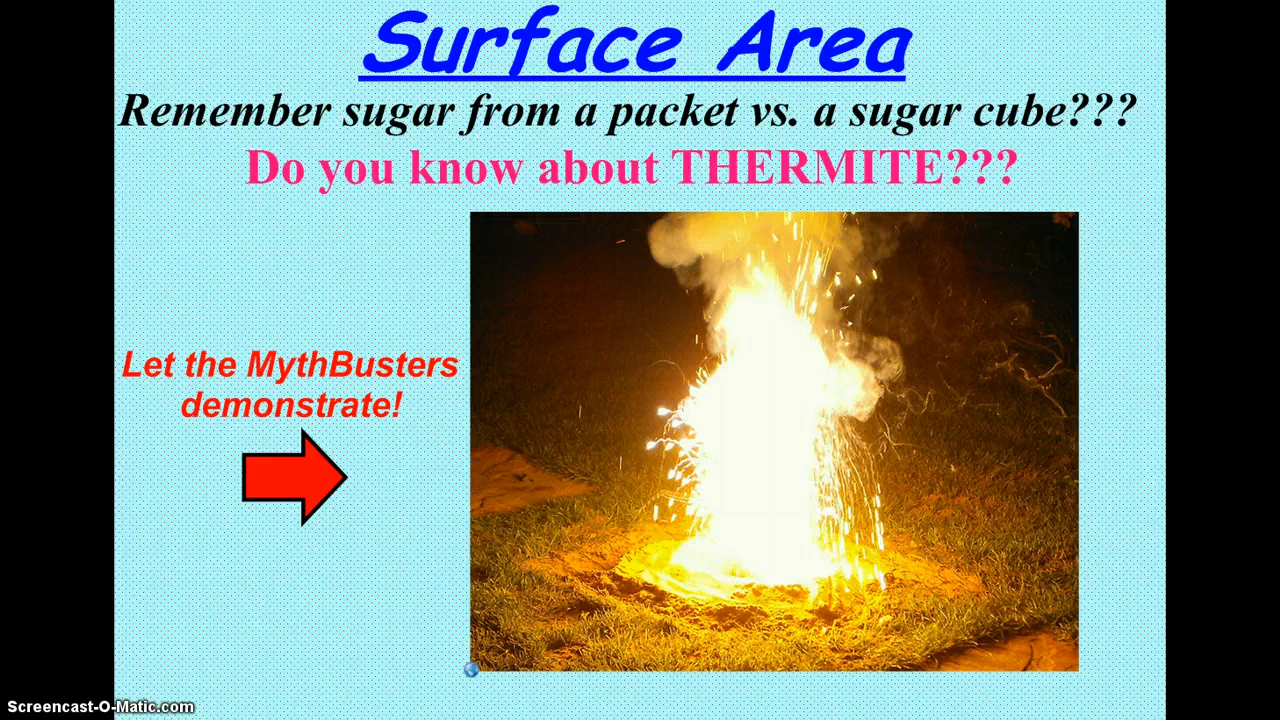 Surface Area
Remember sugar from a packet vs. a sugar cube???
Do you know about THERMITE???
Let the MythBusters
demonstrate!
Screencast-O-Matic.com